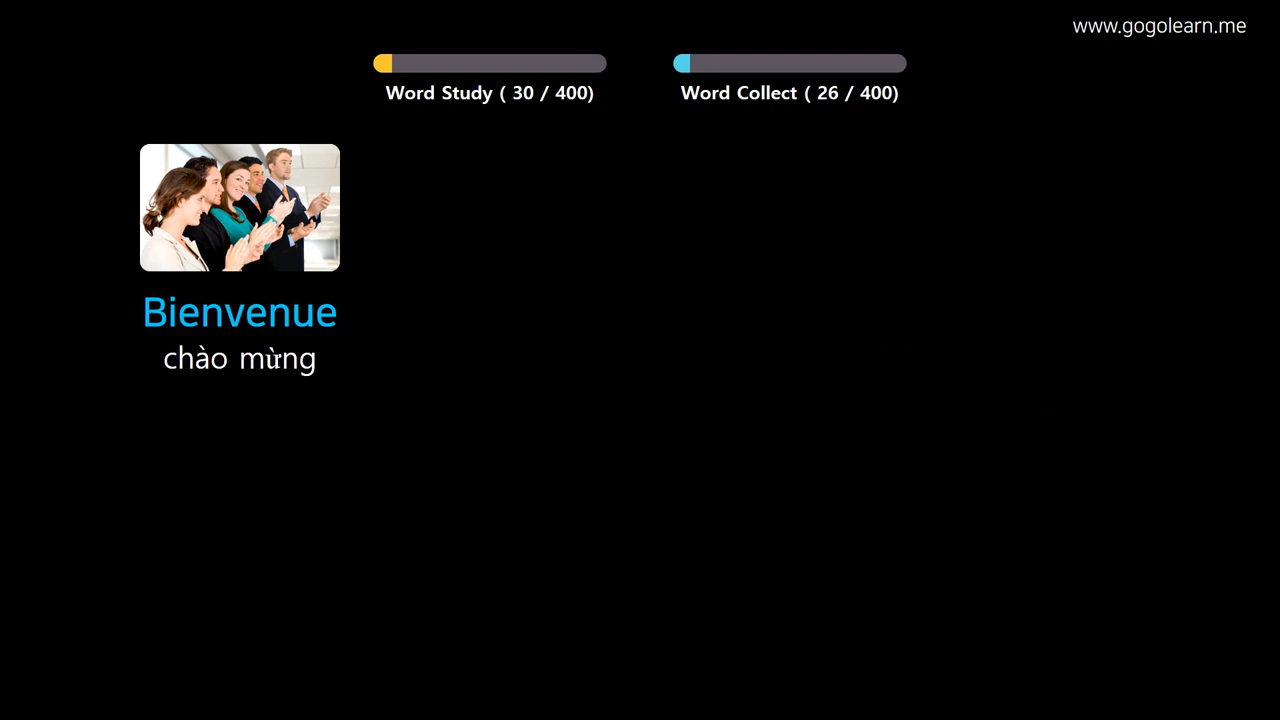 www.gogolearn.me
Word Study ( 30 / 400)
Word Collect ( 26 / 400)
Bienvenue
chào mừng